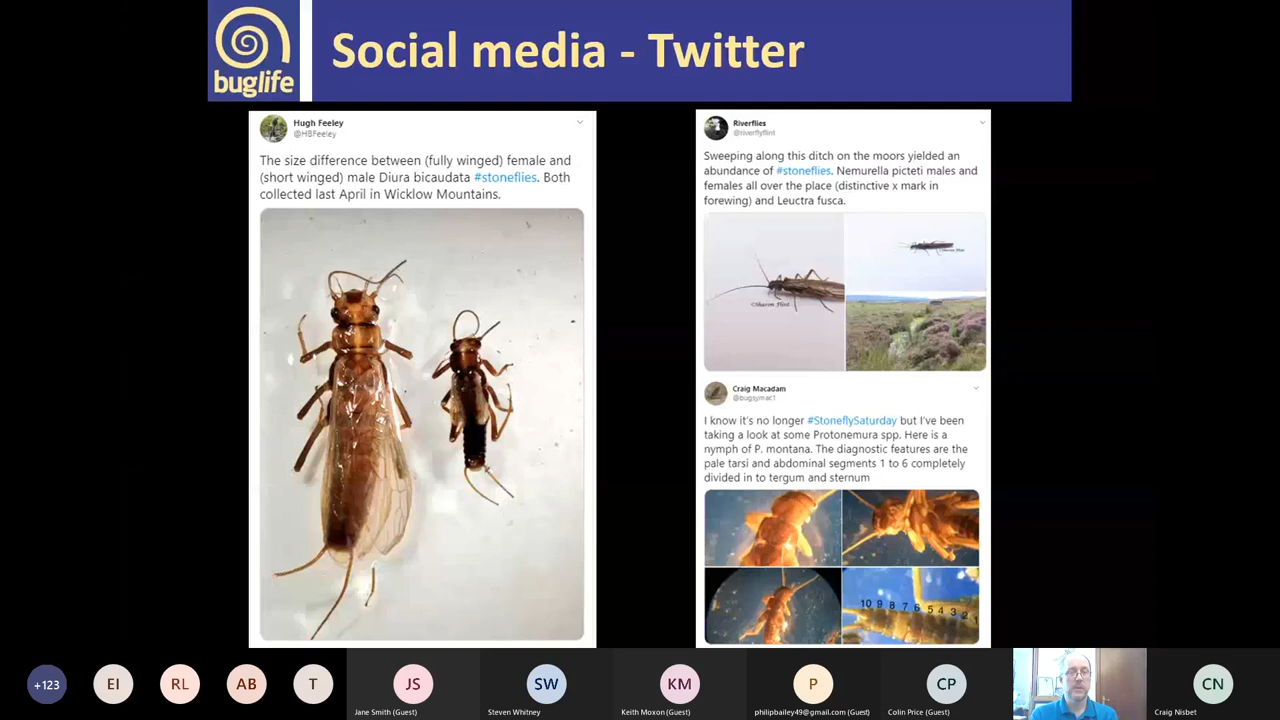 buglife
Social media - Twitter
Hugh Feeley
@HBFeeley
The size difference between (fully winged) female and
(short winged) male Diura bicaudata #stoneflies. Both
collected last April in Wicklow Mountains.
Riverflies
@riverflyflint
Sweeping along this ditch on the moors yielded an
abundance of #stoneflies. Nemurella picteti males and
females all over the place (distinctive x mark in
forewing) and Leuctra fusca.
©Sharon Flint
Craig Macadam
@bugsymac1
I know it's no longer #StoneflySaturday but I've been
taking a look at some Protonemura spp. Here is a
nymph of P. montana. The diagnostic features are the
pale tarsi and abdominal segments 1 to 6 completely
divided in to tergum and sternum
10 9 8 7 6 5 4 3 2 1
+123
EI
RL
AB
T
JS
Jane Smith (Guest)
SW
Steven Whitney
KM
Keith Moxon (Guest)
P
philipbailey49@gmail.com (Guest)
CP
Colin Price (Guest)
CN
Craig Nisbet